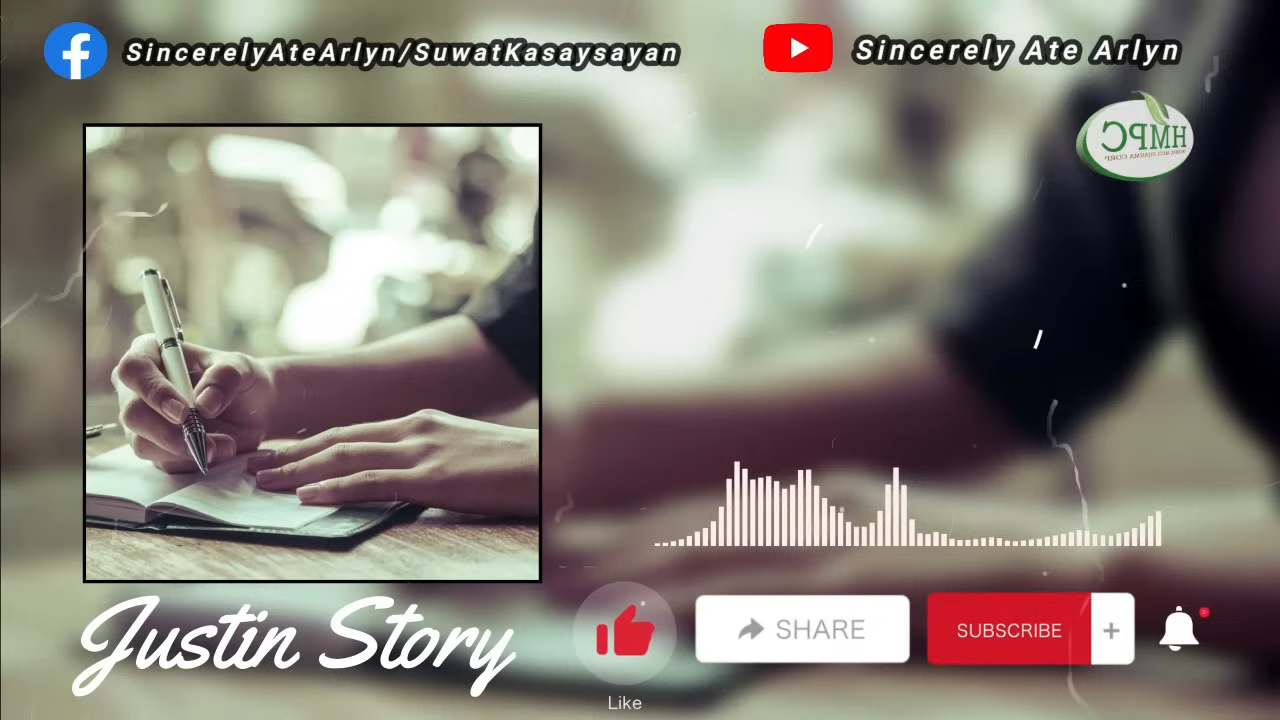 SincerelyAteArlyn/SuwatKasaysayan
Sincerely Ate Arlyn
HMPC
Justin Story
SHARE
SUBSCRIBE
+
Like